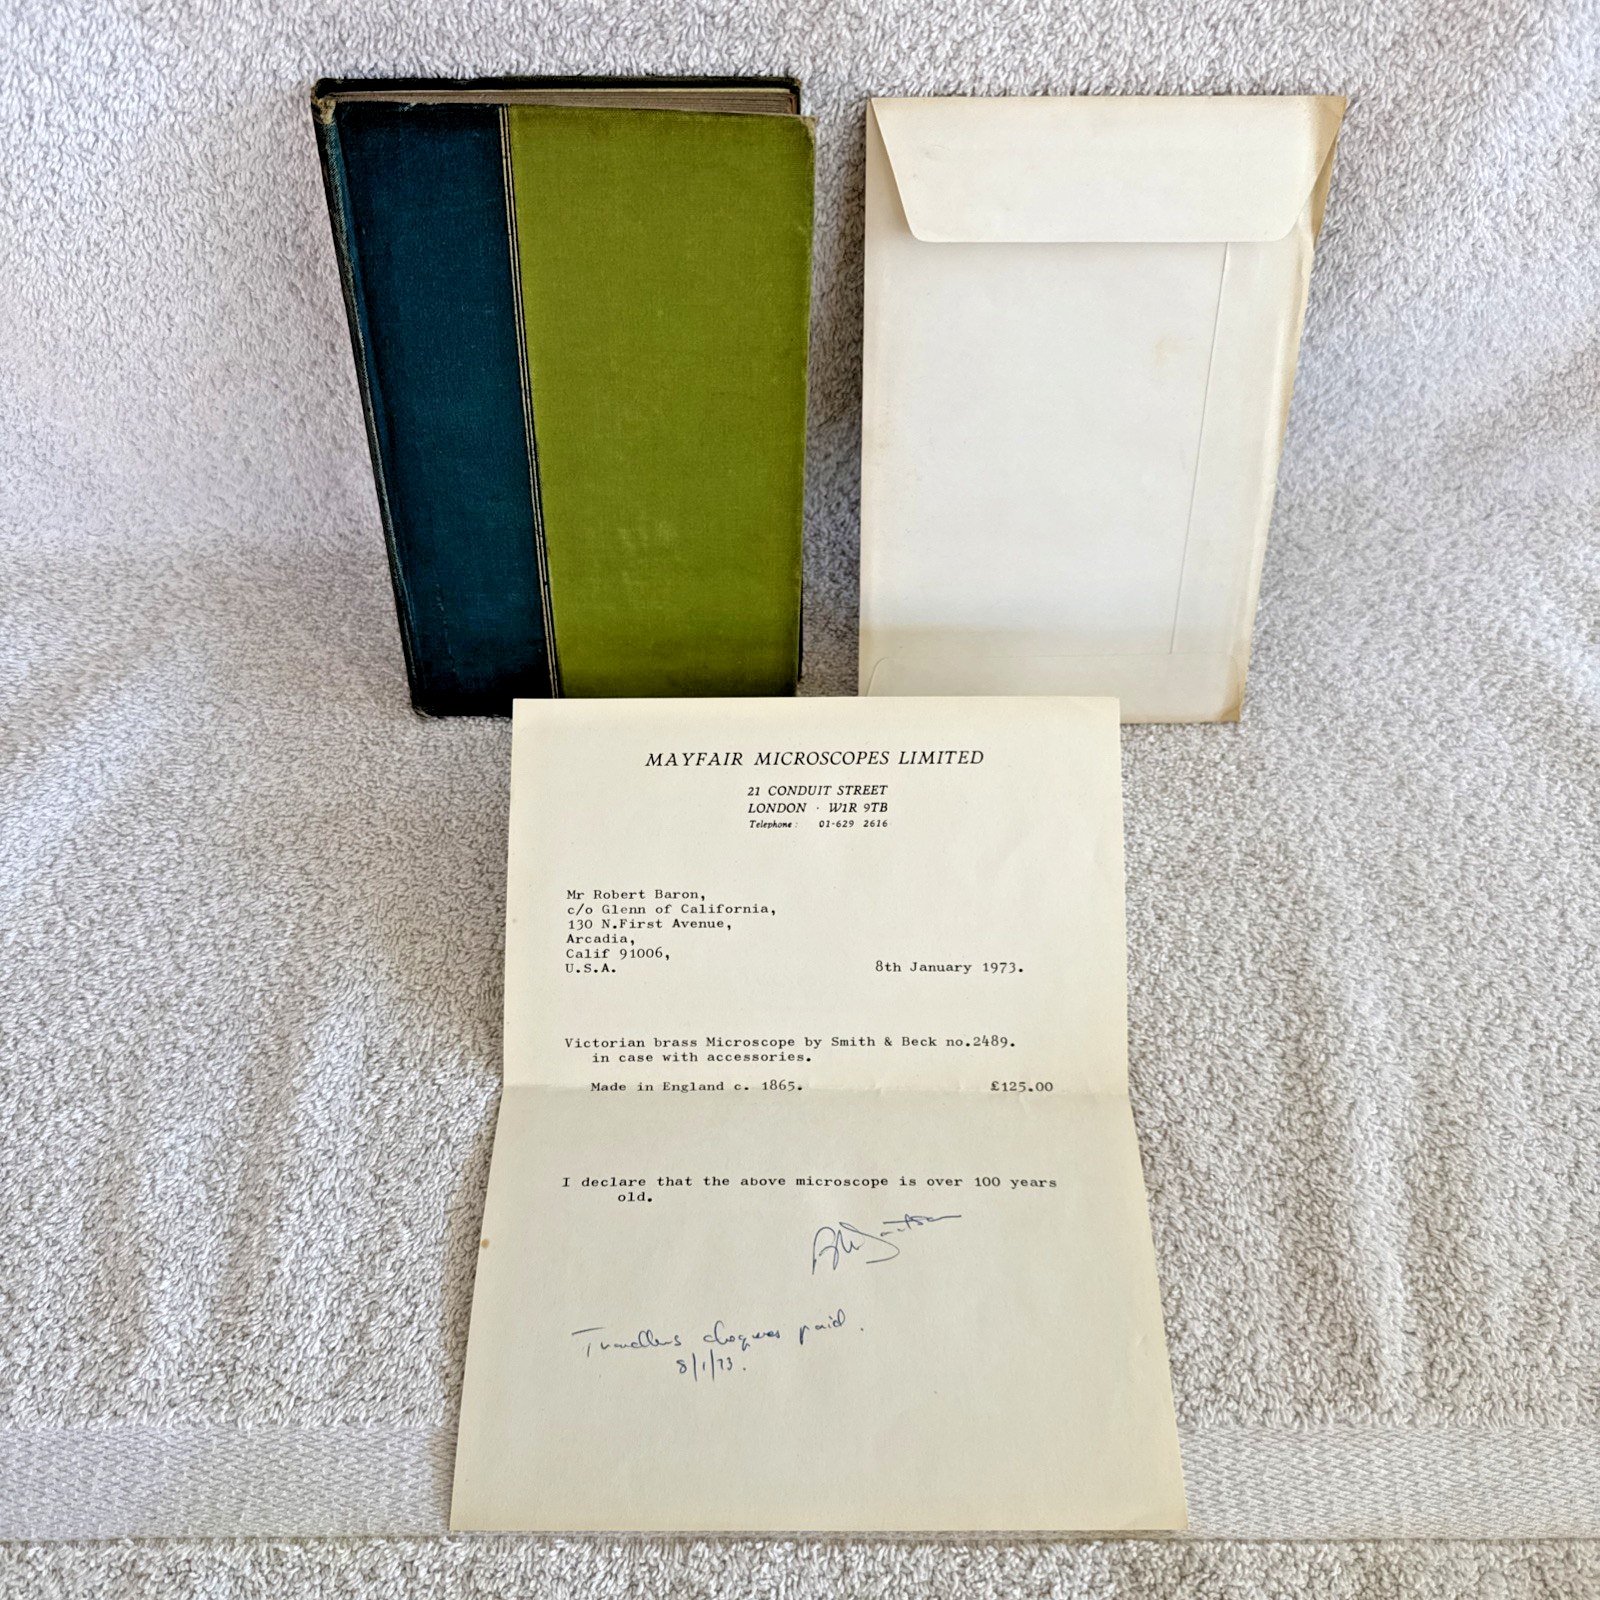 MAYFAIR MICROSCOPES LIMITED
21 CONDUIT STREET
LONDON · W1R 9TB
Telephone: 01-629 2616
Mr Robert Baron,
c/o Glenn of California,
130 N.First Avenue,
Arcadia,
Calif 91006,
U.S.A.
8th January 1973.
Victorian brass Microscope by Smith & Beck no.2489.
in case with accessories.
Made in England c. 1865. £125.00
I declare that the above microscope is over 100 years
old.
Travellers cheques paid.
8/1/73.